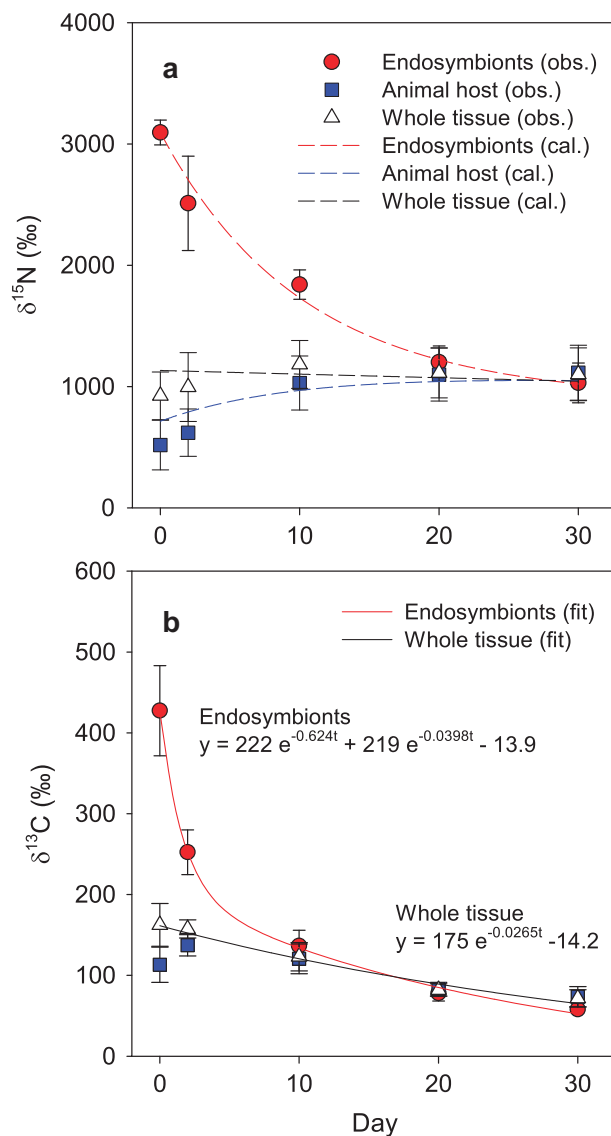 4000
3000
2000
1000
0
δ¹⁵N (‰)
a
Endosymbionts (obs.)
Animal host (obs.)
Whole tissue (obs.)
Endosymbionts (cal.)
Animal host (cal.)
Whole tissue (cal.)
0 10 20 30
600
500
400
300
200
100
0
δ¹³C (‰)
b
Endosymbionts (fit)
Whole tissue (fit)
Endosymbionts
y = 222 e^-0.624t + 219 e^-0.0398t - 13.9
Whole tissue
y = 175 e^-0.0265t -14.2
0 10 20 30
Day